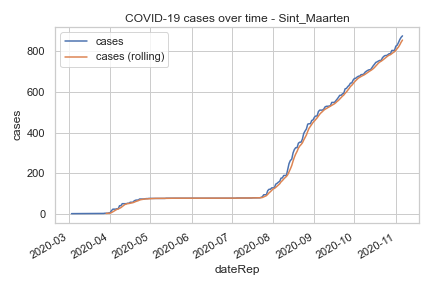 COVID-19 cases over time - Sint_Maarten
cases
cases (rolling)
cases
800
600
400
200
0
2020-03
2020-04
2020-05
2020-06
2020-07
2020-08
2020-09
2020-10
2020-11
dateRep